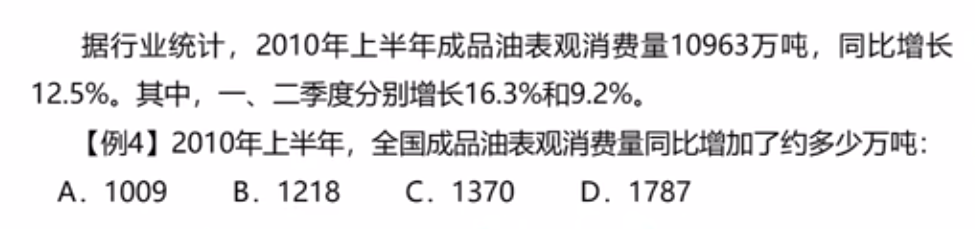 据行业统计，2010年上半年成品油表观消费量10963万吨，同比增长
12.5%。其中，一、二季度分别增长16.3%和9.2%。
【例4】2010年上半年，全国成品油表观消费量同比增加了约多少万吨：
A．1009 B．1218 C．1370 D．1787